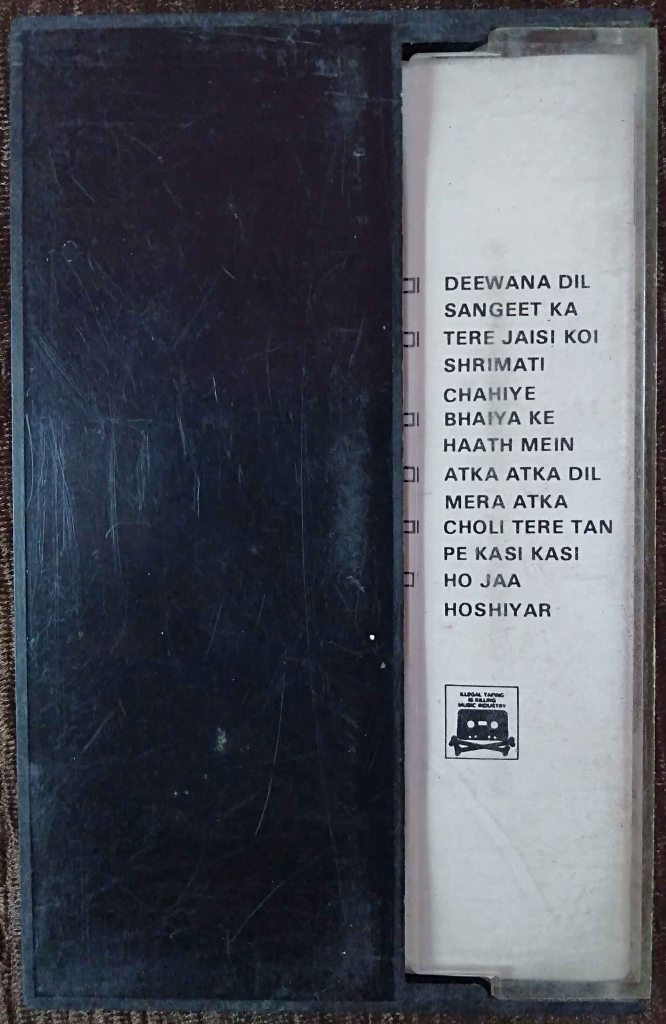 DEEWANA DIL
SANGEET KA
TERE JAISI KOI
SHRIMATI
CHAHIYE
BHAIYA KE
HAATH MEIN
ATKA ATKA DIL
MERA ATKA
CHOLI TERE TAN
PE KASI KASI
HO JAA
HOSHIYAR
ILLEGAL TAPING
IS KILLING
MUSIC INDUSTRY